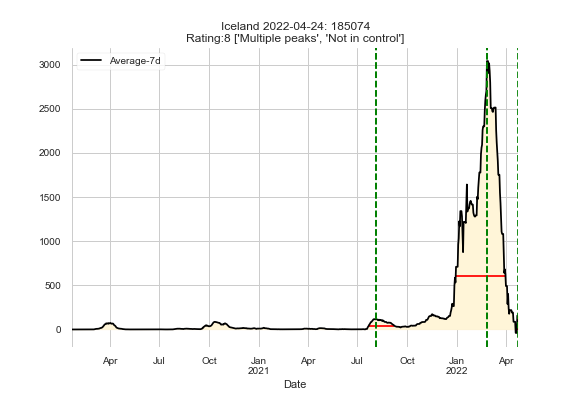 Iceland 2022-04-24: 185074
Rating:8 ['Multiple peaks', 'Not in control']
Average-7d
3000
2500
2000
1500
1000
500
0
Apr Jul Oct Jan Apr Jul Oct Jan Apr
2021 2022
Date